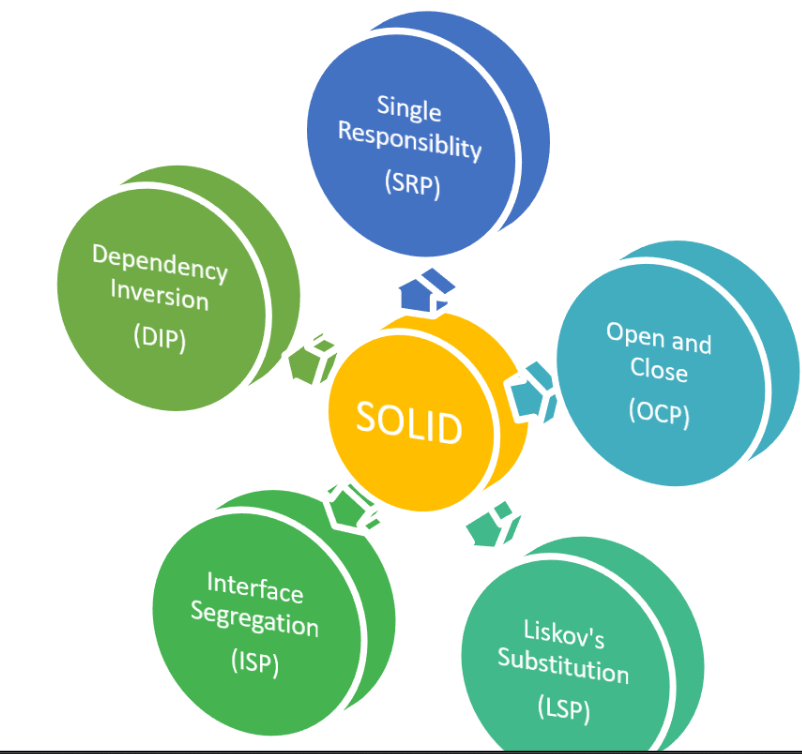 Single
Responsiblity
(SRP)
Dependency
Inversion
(DIP)
Open and
Close
(OCP)
SOLID
Interface
Segregation
(ISP)
Liskov's
Substitution
(LSP)